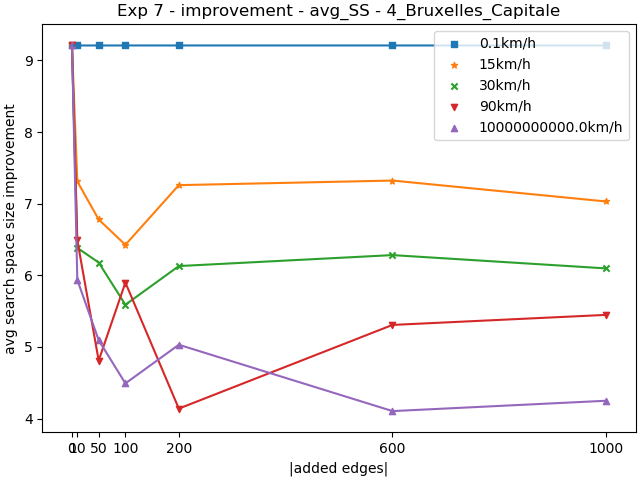 Exp 7 - improvement - avg_SS - 4_Bruxelles_Capitale
avg search space size improvement
9
8
7
6
5
4
0.1km/h
15km/h
30km/h
90km/h
10000000000.0km/h
0 10 50 100 200 600 1000
|added edges|